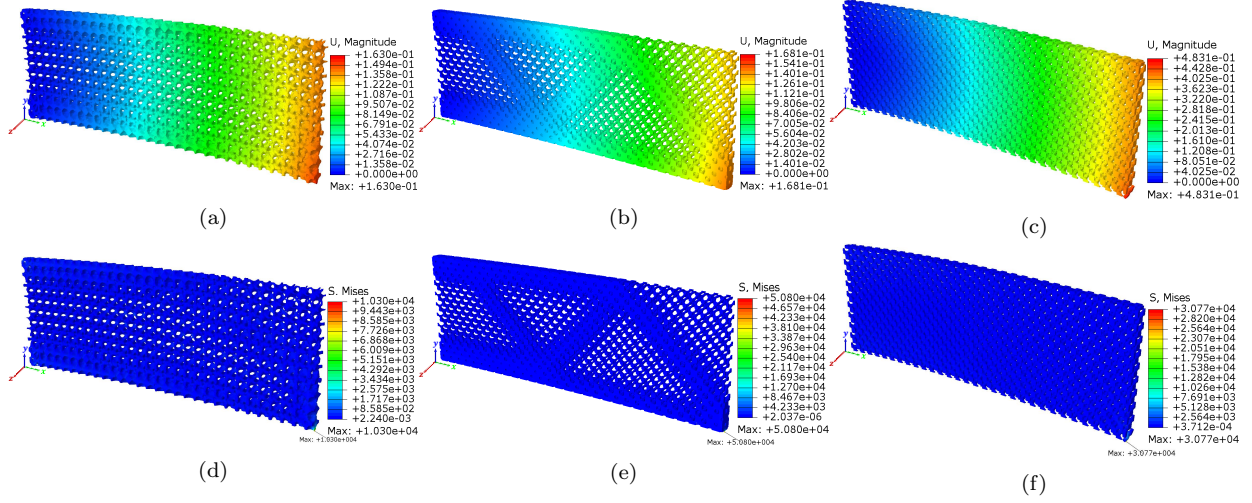 U, Magnitude
+1.630e-01
+1.494e-01
+1.358e-01
+1.222e-01
+1.087e-01
+9.507e-02
+8.149e-02
+6.791e-02
+5.433e-02
+4.074e-02
+2.716e-02
+1.358e-02
+0.000e+00
Max: +1.630e-01
y
z
x
(a)
U, Magnitude
+1.681e-01
+1.541e-01
+1.401e-01
+1.261e-01
+1.121e-01
+9.806e-02
+8.406e-02
+7.005e-02
+5.604e-02
+4.203e-02
+2.802e-02
+1.401e-02
+0.000e+00
Max: +1.681e-01
y
z
x
(b)
U, Magnitude
+4.831e-01
+4.428e-01
+4.025e-01
+3.623e-01
+3.220e-01
+2.818e-01
+2.415e-01
+2.013e-01
+1.610e-01
+1.208e-01
+8.051e-02
+4.025e-02
+0.000e+00
Max: +4.831e-01
y
z
x
(c)
S, Mises
+1.030e+04
+9.443e+03
+8.585e+03
+7.726e+03
+6.868e+03
+6.009e+03
+5.151e+03
+4.292e+03
+3.434e+03
+2.575e+03
+1.717e+03
+8.585e+02
+2.240e-03
Max: +1.030e+04
Max: +1.030e+004
y
z
x
(d)
S, Mises
+5.080e+04
+4.657e+04
+4.233e+04
+3.810e+04
+3.387e+04
+2.963e+04
+2.540e+04
+2.117e+04
+1.693e+04
+1.270e+04
+8.467e+03
+4.233e+03
+2.037e-06
Max: +5.080e+04
Max: +5.080e+004
y
z
x
(e)
S, Mises
+3.077e+04
+2.820e+04
+2.564e+04
+2.307e+04
+2.051e+04
+1.795e+04
+1.538e+04
+1.282e+04
+1.026e+04
+7.691e+03
+5.128e+03
+2.564e+03
+3.712e-04
Max: +3.077e+04
Max: +3.077e+004
y
z
x
(f)